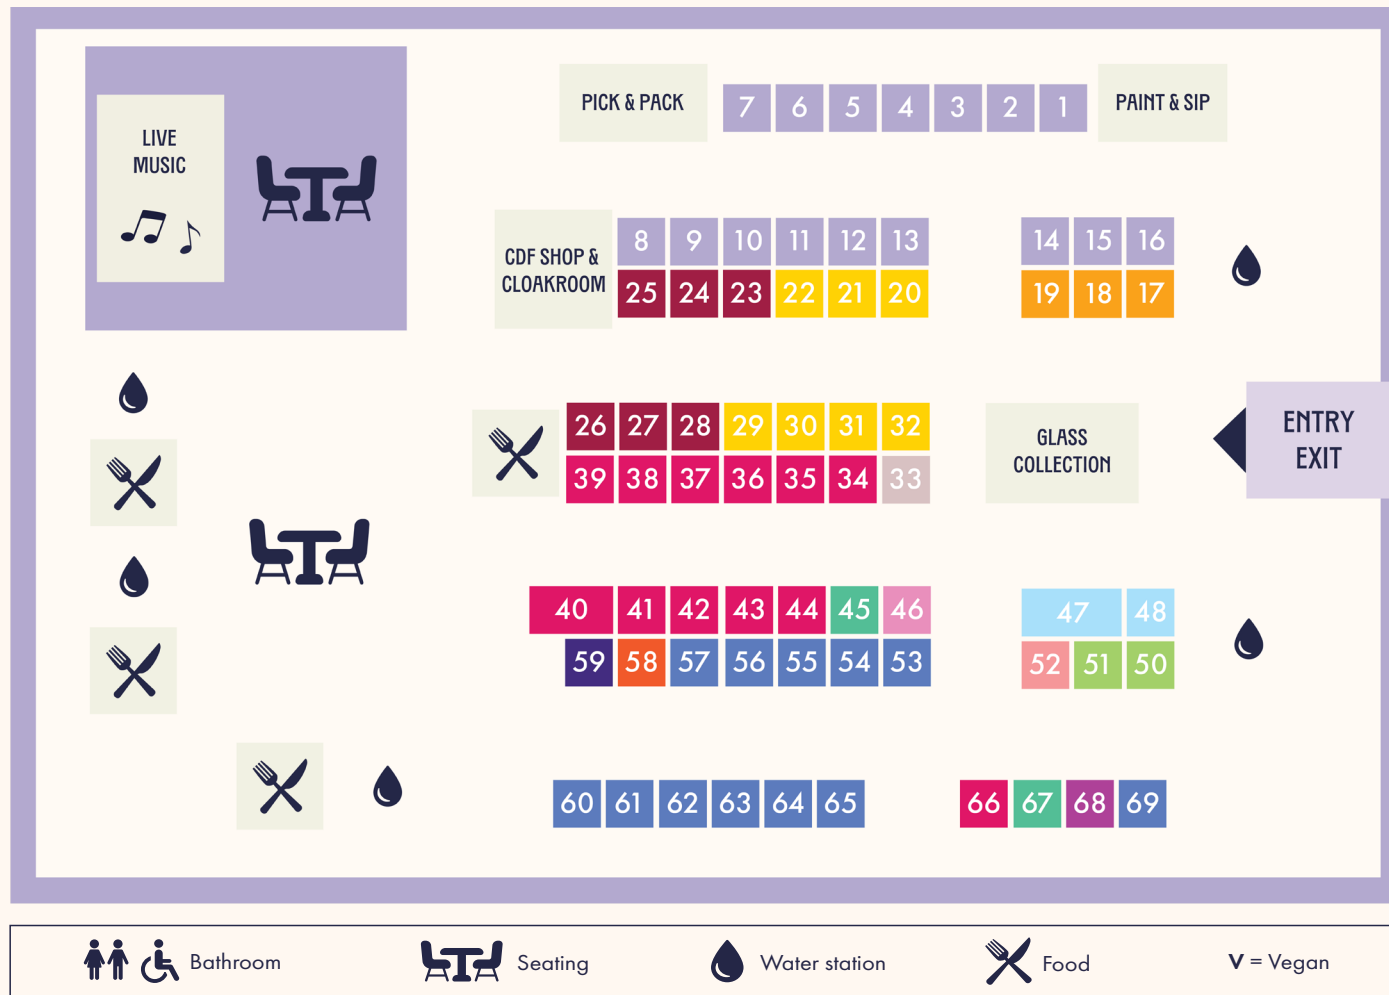 PICK & PACK
7 6 5 4 3 2 1
PAINT & SIP
LIVE
MUSIC
CDF SHOP &
CLOAKROOM
8 9 10 11 12 13
14 15 16
25 24 23 22 21 20
19 18 17
26 27 28 29 30 31 32
39 38 37 36 35 34 33
GLASS
COLLECTION
ENTRY
EXIT
40 41 42 43 44 45 46
47 48
59 58 57 56 55 54 53
52 51 50
60 61 62 63 64 65
66 67 68 69
Bathroom
Seating
Water station
Food
V = Vegan